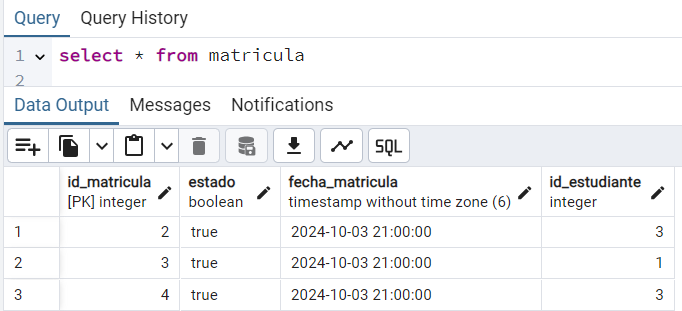 Query Query History
1 select * from matricula
2
Data Output Messages Notifications
SQL
id_matricula estado fecha_matricula id_estudiante
[PK] integer boolean timestamp without time zone (6) integer
1 2 true 2024-10-03 21:00:00 3
2 3 true 2024-10-03 21:00:00 1
3 4 true 2024-10-03 21:00:00 3